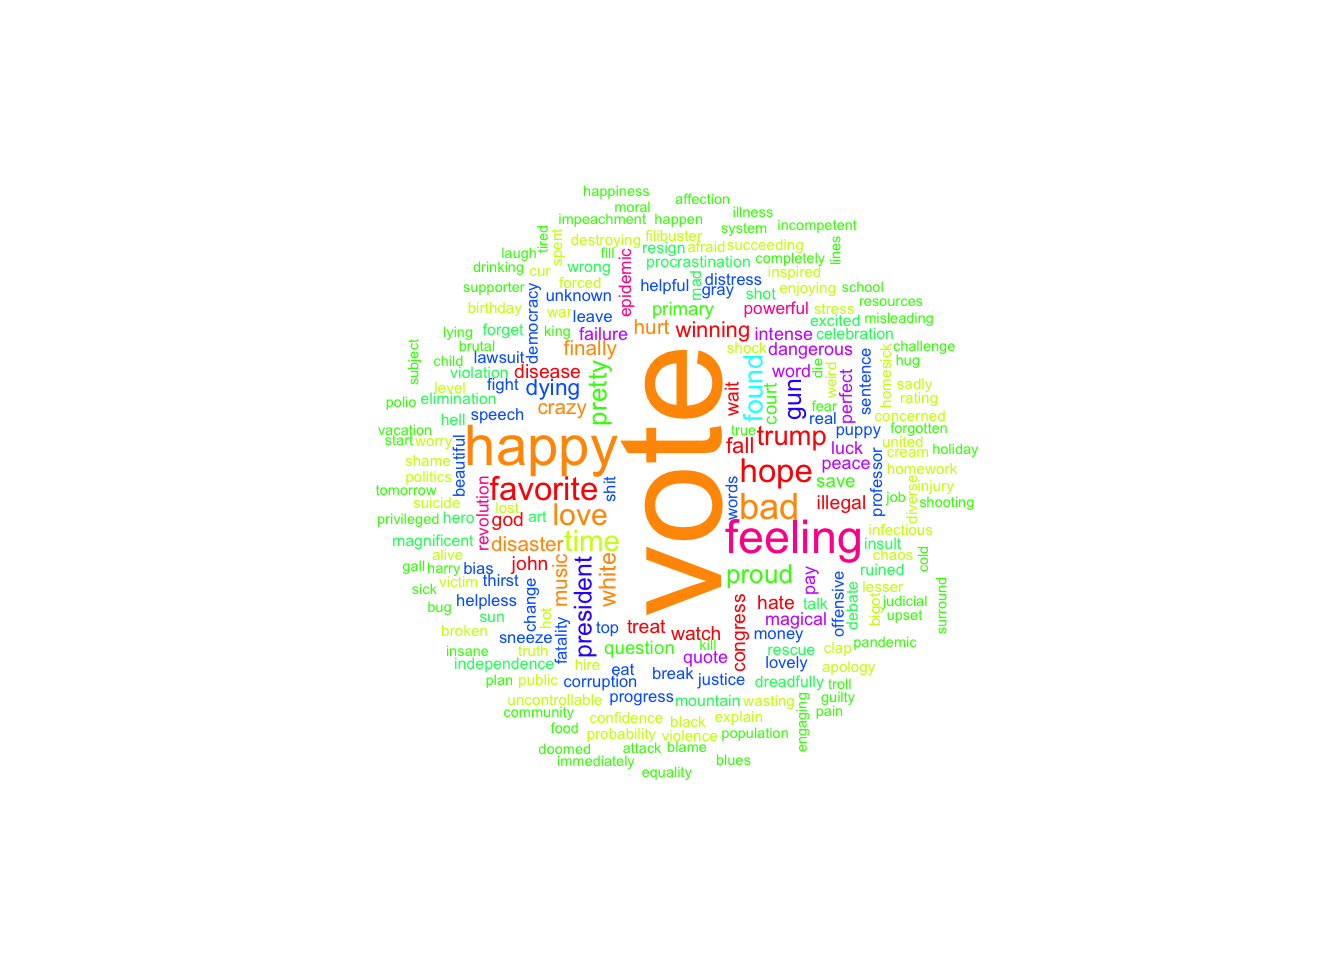 happiness
affection
moral
illness
impeachment
happen
incompetent
system
tired
spent
destroying
filibuster
lines
laugh
fill
resign
afraid
succeeding
drinking
cur
wrong
procrastination
completely
epidemic
mad
distress
inspired
supporter
forced
helpful
gray
enjoying
school
birthday
unknown
shot
resources
democracy
war
leave
primary
powerful
stress
misleading
lying
forget
king
failure
hurt
winning
intense
excited
celebration
subject
brutal
finally
vote
shock
dangerous
challenge
child
lawsuit
disease
found
die
weird
sentence
homesick
hug
violation
pretty
word
level
fight
dying
wait
gun
perfect
sadly
polio
elimination
crazy
court
fear
rating
hell
speech
real
concerned
vacation
happy
true
trump
puppy
forgotten
start
worry
fall
luck
united
holiday
beautiful
shame
hope
peace
professor
cream
politics
homework
tomorrow
revolution
favorite
shit
words
save
diverse
injury
suicide
lost
bad
illegal
job
shooting
privileged
hero
god
art
love
feeling
infectious
magnificent
disaster
time
insult
chaos
cold
alive
john
music
white
gall
harry
bias
president
proud
pay
ruined
sick
victim
thirst
change
offensive
lesser
surround
bug
helpless
hot
congress
hate
talk
debate
bigot
judicial
sun
magical
upset
broken
sneeze
fatality
top
treat
watch
money
insane
truth
question
kill
rescue
clap
pandemic
independence
hire
eat
quote
lovely
apology
plan
public
corruption
break
justice
dreadfully
troll
uncontrollable
progress
mountain
wasting
engaging
guilty
community
confidence
black
explain
pain
food
probability
violence
population
doomed
attack
blame
immediately
blues
equality